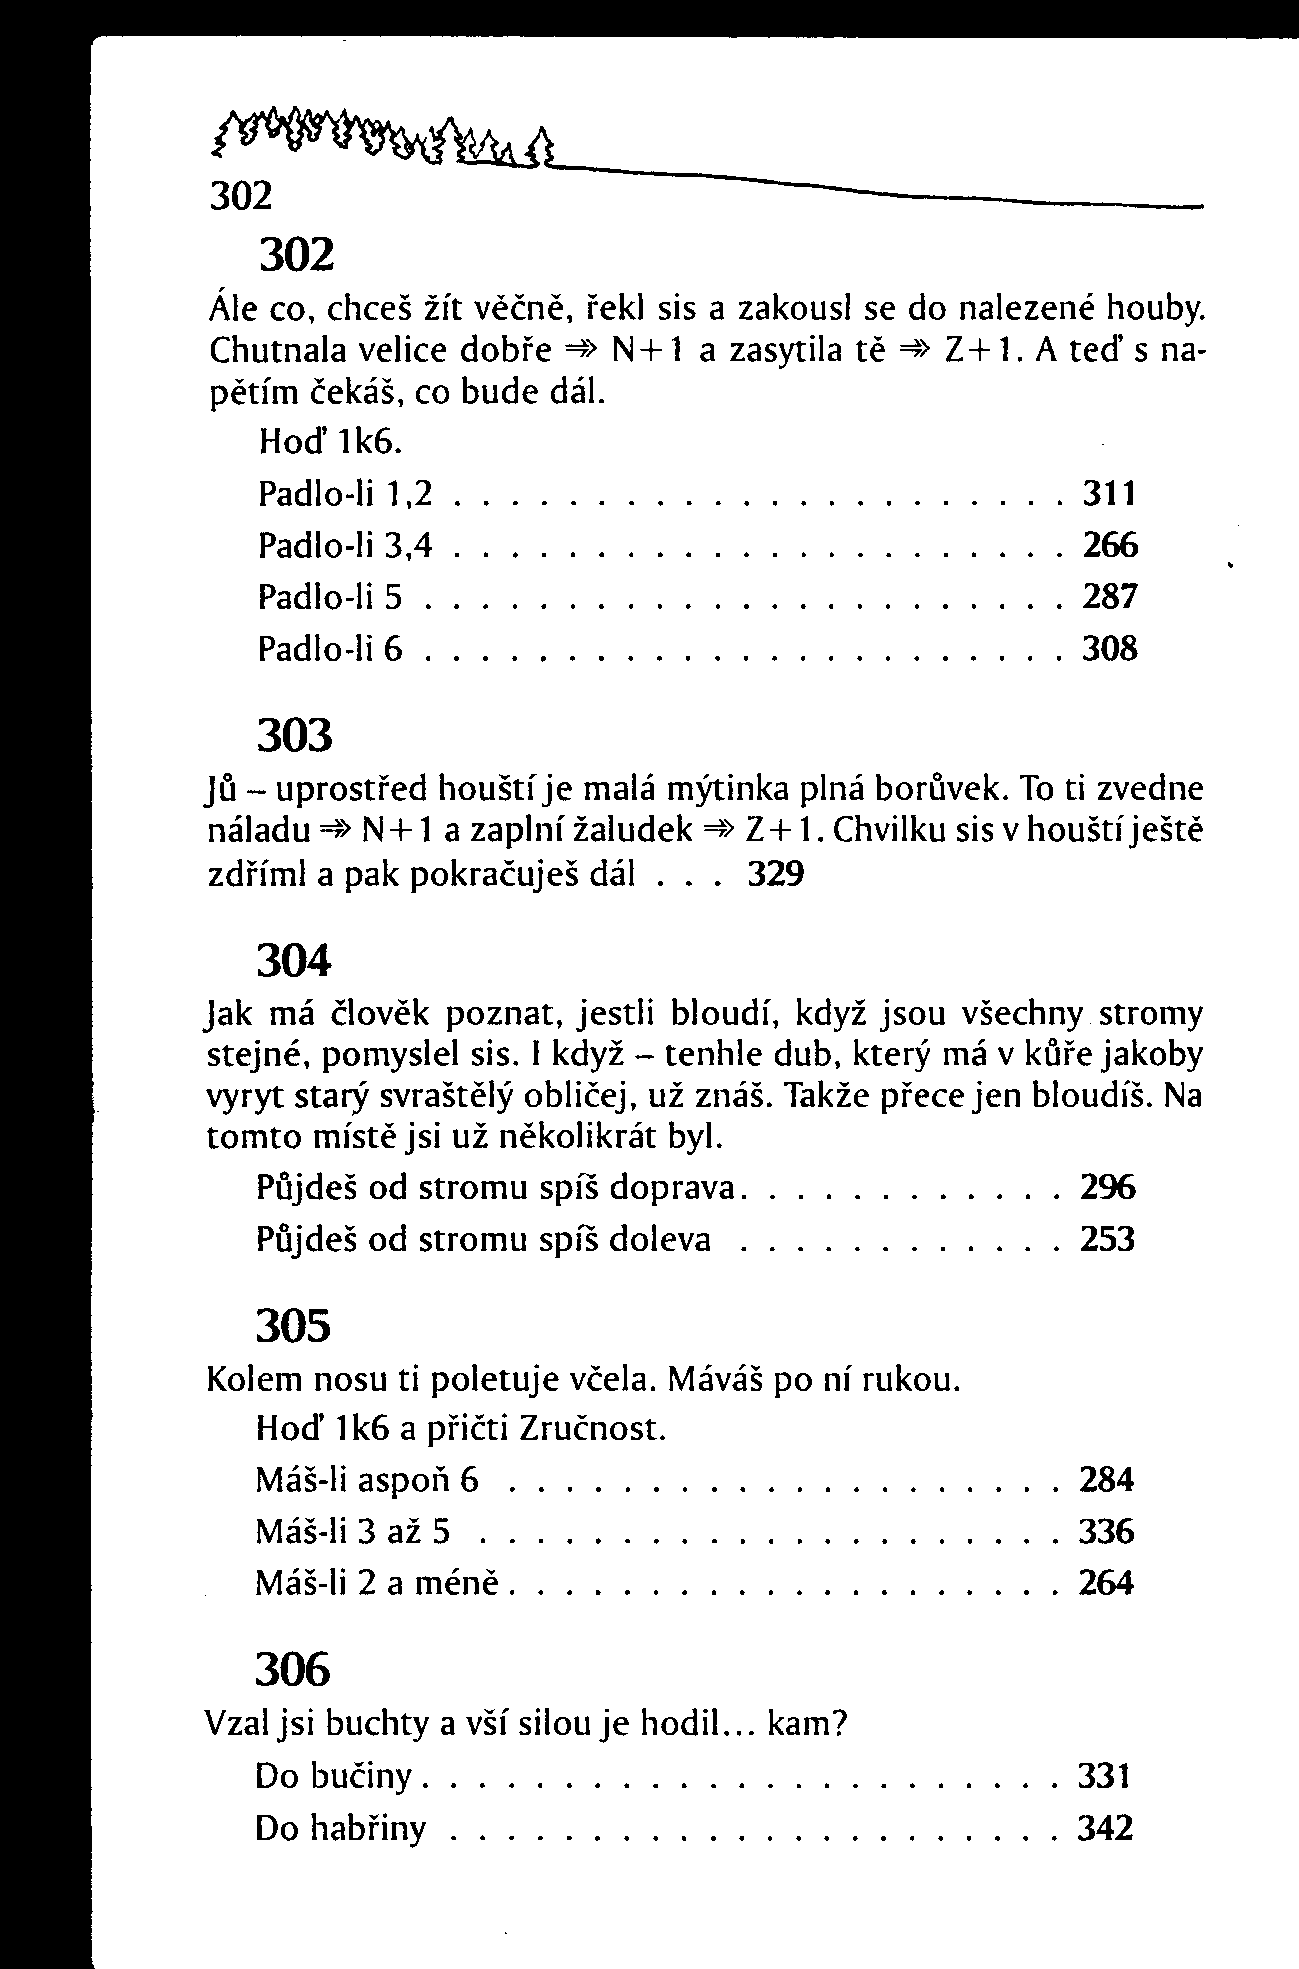 302
302
Ále co, chceš žít věčně, řekl sis a zakousl se do nalezené houby.
Chutnala velice dobře ⇒» N+1 a zasytila tě ⇒» Z+1. A teď s na-
pětím čekáš, co bude dál.
Hoď 1k6.
Padlo-li 1,2 . . . . . . . . . . . . . . . . . . . . . . 311
Padlo-li 3,4 . . . . . . . . . . . . . . . . . . . . . . 266
Padlo-li 5 . . . . . . . . . . . . . . . . . . . . . . . 287
Padlo-li 6 . . . . . . . . . . . . . . . . . . . . . . . 308
303
Jů – uprostřed houští je malá mýtinka plná borůvek. To ti zvedne
náladu ⇒» N+1 a zaplní žaludek ⇒» Z+1. Chvilku sis v houští ještě
zdříml a pak pokračuješ dál . . . 329
304
Jak má člověk poznat, jestli bloudí, když jsou všechny stromy
stejné, pomyslel sis. I když – tenhle dub, který má v kůře jakoby
vyryt starý svraštělý obličej, už znáš. Takže přece jen bloudíš. Na
tomto místě jsi už několikrát byl.
Půjdeš od stromu spíš doprava. . . . . . . . . . . . 296
Půjdeš od stromu spíš doleva . . . . . . . . . . . . 253
305
Kolem nosu ti poletuje včela. Máváš po ní rukou.
Hoď 1k6 a přičti Zručnost.
Máš-li aspoň 6 . . . . . . . . . . . . . . . . . . . . 284
Máš-li 3 až 5 . . . . . . . . . . . . . . . . . . . . . 336
Máš-li 2 a méně . . . . . . . . . . . . . . . . . . . . 264
306
Vzal jsi buchty a vší silou je hodil... kam?
Do bučiny . . . . . . . . . . . . . . . . . . . . . . . 331
Do habřiny . . . . . . . . . . . . . . . . . . . . . . 342